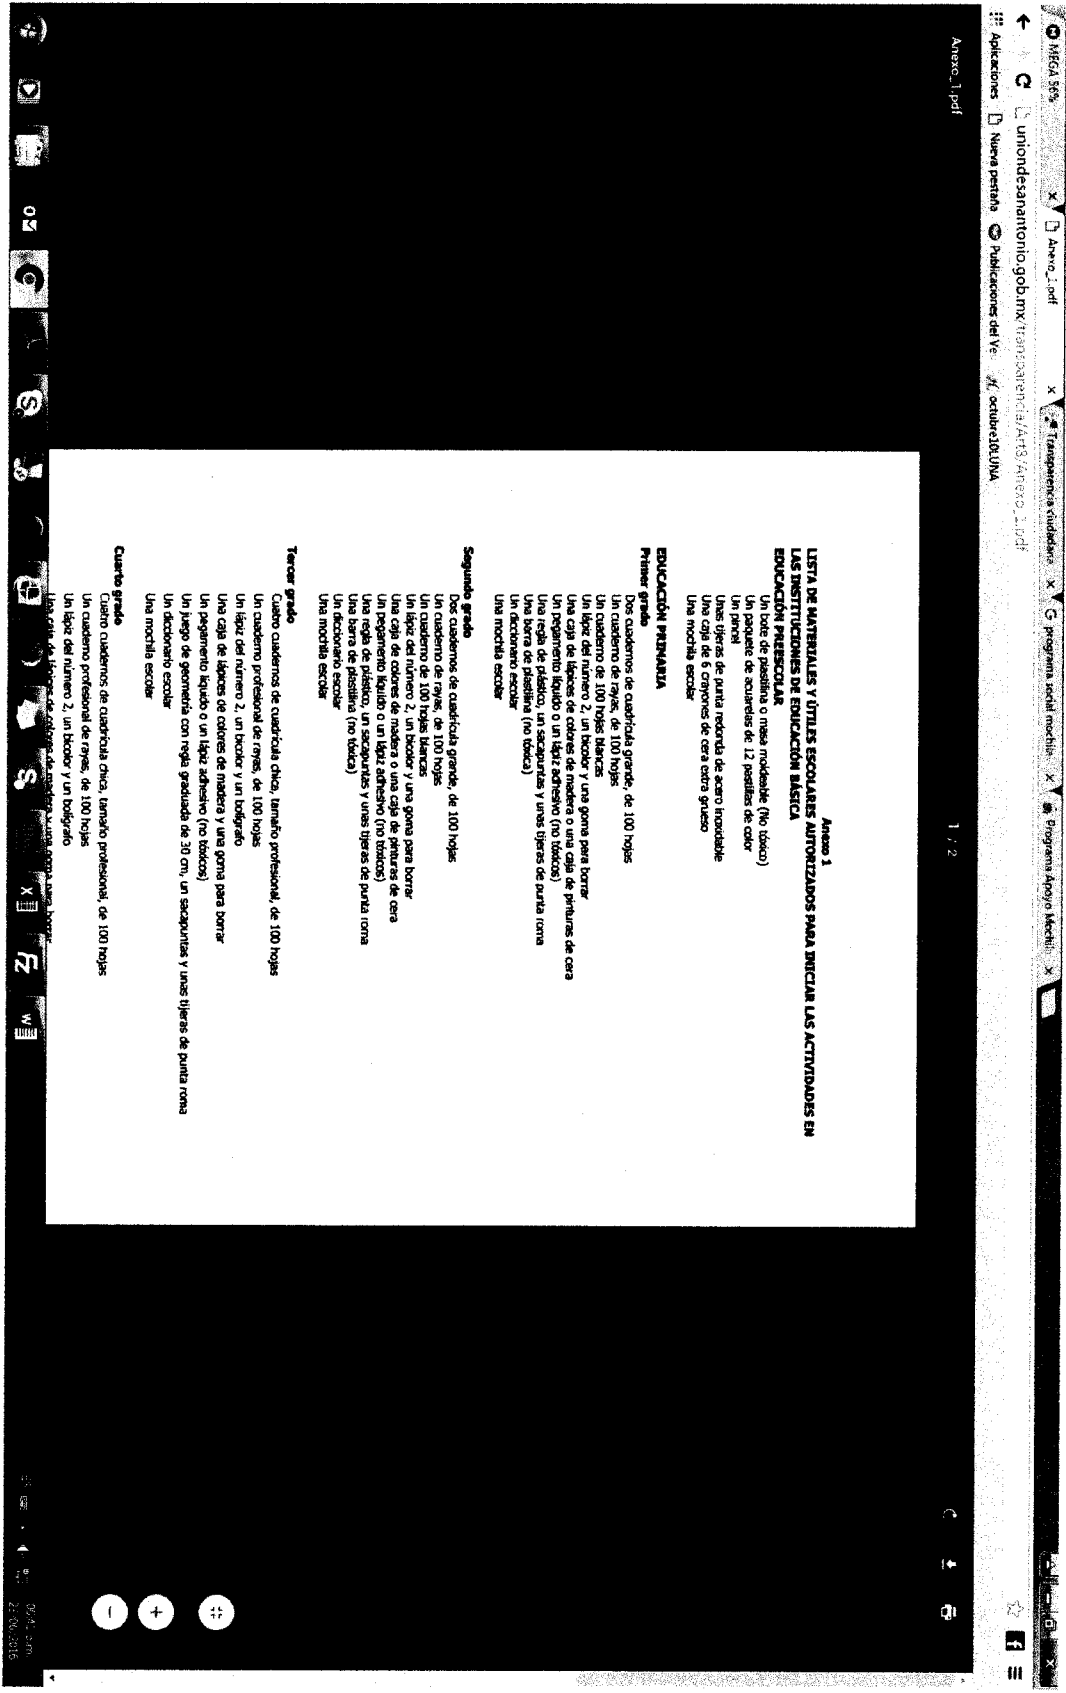 MEGA 56%
Anexo_1.pdf
Transparencia ciudadana
programa social mochila
Programa Apoyo Mochil
uniondesanantonio.gob.mx/transparencia/Art8/Anexo_1.pdf
Aplicaciones
Nueva pestaña
Publicaciones del Ve
octubre10LUNA
Anexo_1.pdf
1 / 2
Anexo 1
LISTA DE MATERIALES Y ÚTILES ESCOLARES AUTORIZADOS PARA INICIAR LAS ACTIVIDADES EN
LAS INSTITUCIONES DE EDUCACIÓN BÁSICA
EDUCACIÓN PREESCOLAR
Un bote de plastilina o masa moldeable (No tóxico)
Un paquete de acuarelas de 12 pastillas de color
Un pincel
Unas tijeras de punta redonda de acero inoxidable
Una caja de 6 crayones de cera extra grueso
Una mochila escolar
EDUCACIÓN PRIMARIA
Primer grado
Dos cuadernos de cuadrícula grande, de 100 hojas
Un cuaderno de rayas, de 100 hojas
Un cuaderno de 100 hojas blancas
Un lápiz del número 2, un bicolor y una goma para borrar
Una caja de lápices de colores de madera o una caja de pinturas de cera
Un pegamento líquido o un lápiz adhesivo (no tóxicos)
Una regla de plástico, un sacapuntas y unas tijeras de punta roma
Una barra de plastilina (no tóxica)
Un diccionario escolar
Una mochila escolar
Segundo grado
Dos cuadernos de cuadrícula grande, de 100 hojas
Un cuaderno de rayas, de 100 hojas
Un cuaderno de 100 hojas blancas
Un lápiz del número 2, un bicolor y una goma para borrar
Una caja de colores de madera o una caja de pinturas de cera
Un pegamento líquido o un lápiz adhesivo (no tóxicos)
Una regla de plástico, un sacapuntas y unas tijeras de punta roma
Una barra de plastilina (no tóxica)
Un diccionario escolar
Una mochila escolar
Tercer grado
Cuatro cuadernos de cuadrícula chica, tamaño profesional, de 100 hojas
Un cuaderno profesional de rayas, de 100 hojas
Un lápiz del número 2, un bicolor y un bolígrafo
Una caja de lápices de colores de madera y una goma para borrar
Un pegamento líquido o un lápiz adhesivo (no tóxicos)
Un juego de geometría con regla graduada de 30 cm, un sacapuntas y unas tijeras de punta roma
Un diccionario escolar
Una mochila escolar
Cuarto grado
Cuatro cuadernos de cuadrícula chica, tamaño profesional, de 100 hojas
Un cuaderno profesional de rayas, de 100 hojas
Un lápiz del número 2, un bicolor y un bolígrafo
Una caja de lápices de colores de madera y una goma para borrar